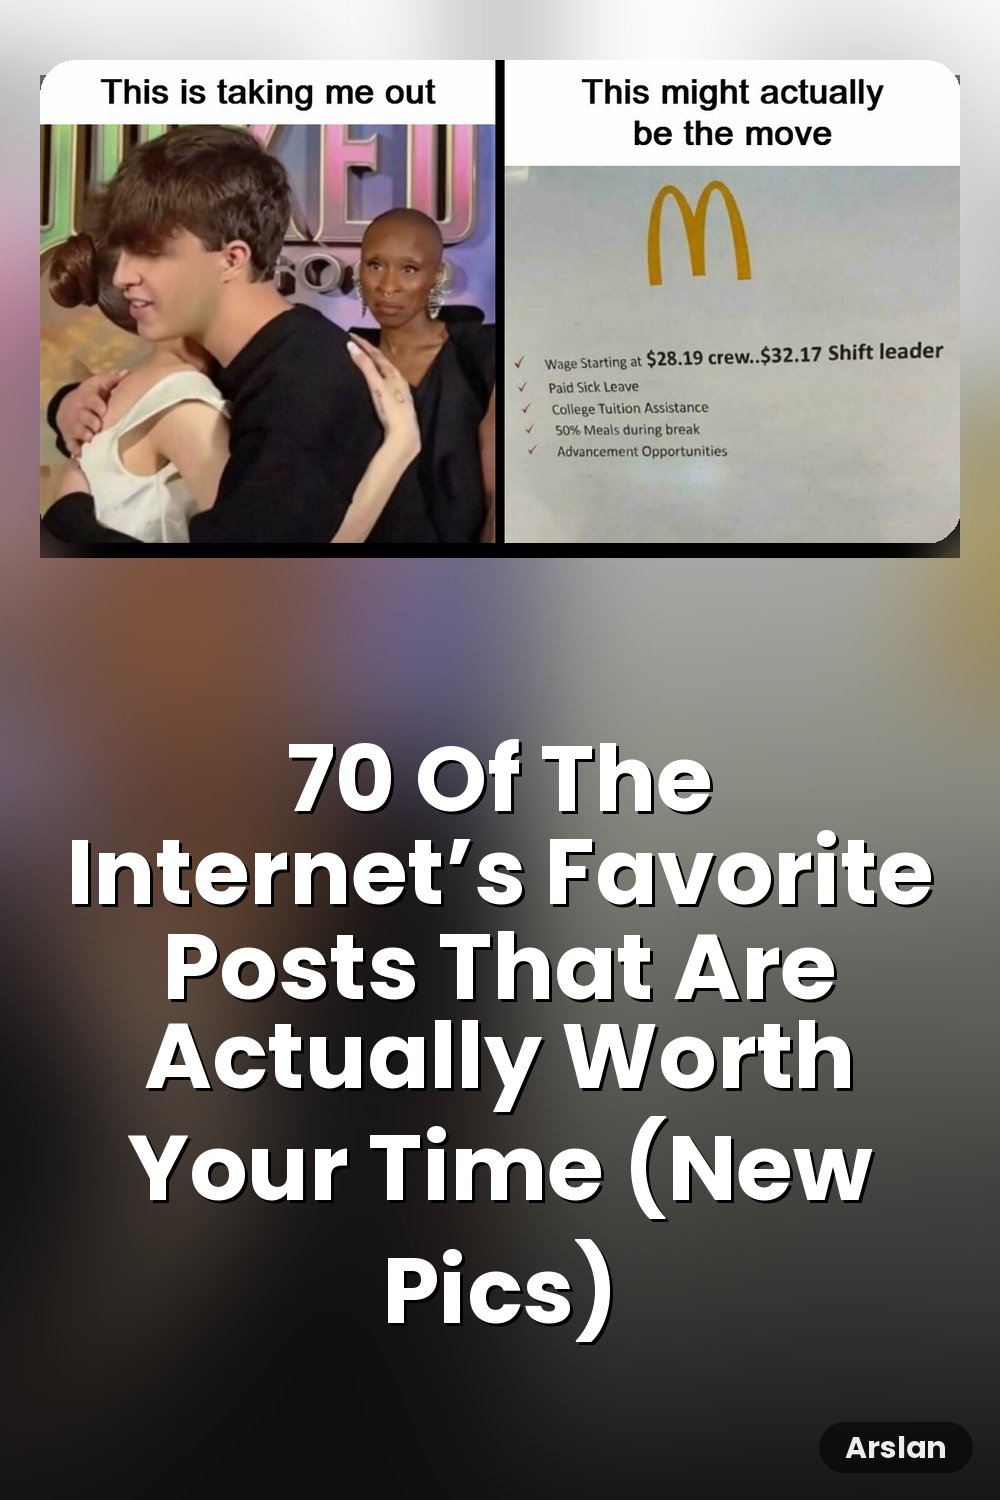 This is taking me out
This might actually
be the move
Wage Starting at $28.19 crew..$32.17 Shift leader
Paid Sick Leave
College Tuition Assistance
50% Meals during break
Advancement Opportunities
70 Of The
Internet’s Favorite
Posts That Are
Actually Worth
Your Time (New
Pics)
Arslan